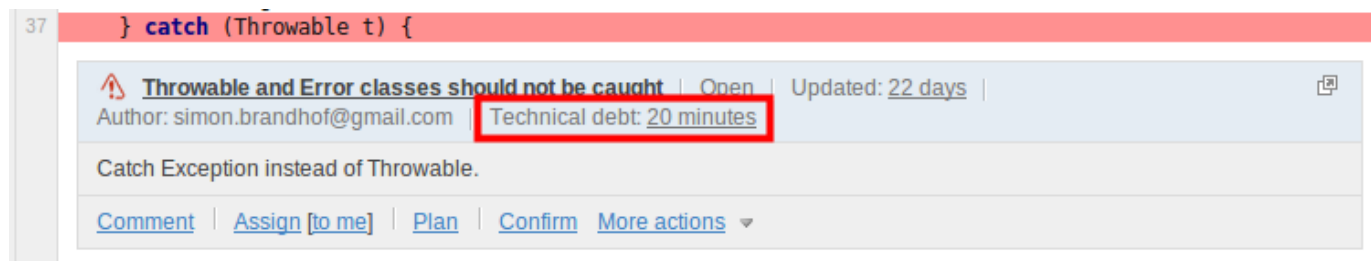 37 } catch (Throwable t) {
Throwable and Error classes should not be caught | Open | Updated: 22 days |
Author: simon.brandhof@gmail.com | Technical debt: 20 minutes
Catch Exception instead of Throwable.
Comment | Assign [to me] | Plan | Confirm More actions